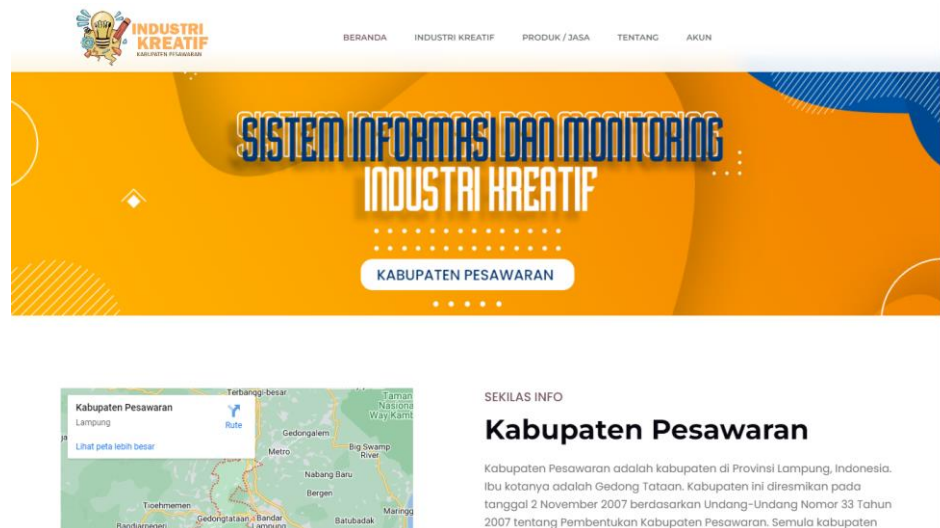 INDUSTRI
KREATIF
KABUPATEN PESAWARAN
BERANDA
INDUSTRI KREATIF
PRODUK / JASA
TENTANG
AKUN
SISTEM INFORMASI DAN MONITORING
INDUSTRI KREATIF
KABUPATEN PESAWARAN
Kabupaten Pesawaran
Lampung
Rute
Lihat peta lebih besar
Terbanggi-besar
Taman
Nasiona
Way Kamb
Gedongalem
Metro
Big Swamp
River
Nabang Baru
Bergen
Tioehmemen
Maringg
Gedongtataan
Bandar
Lampung
Batubadak
Bandjarnegeri
SEKILAS INFO
Kabupaten Pesawaran
Kabupaten Pesawaran adalah kabupaten di Provinsi Lampung, Indonesia.
Ibu kotanya adalah Gedong Tataan. Kabupaten ini diresmikan pada
tanggal 2 November 2007 berdasarkan Undang-Undang Nomor 33 Tahun
2007 tentang Pembentukan Kabupaten Pesawaran. Semula kabupaten